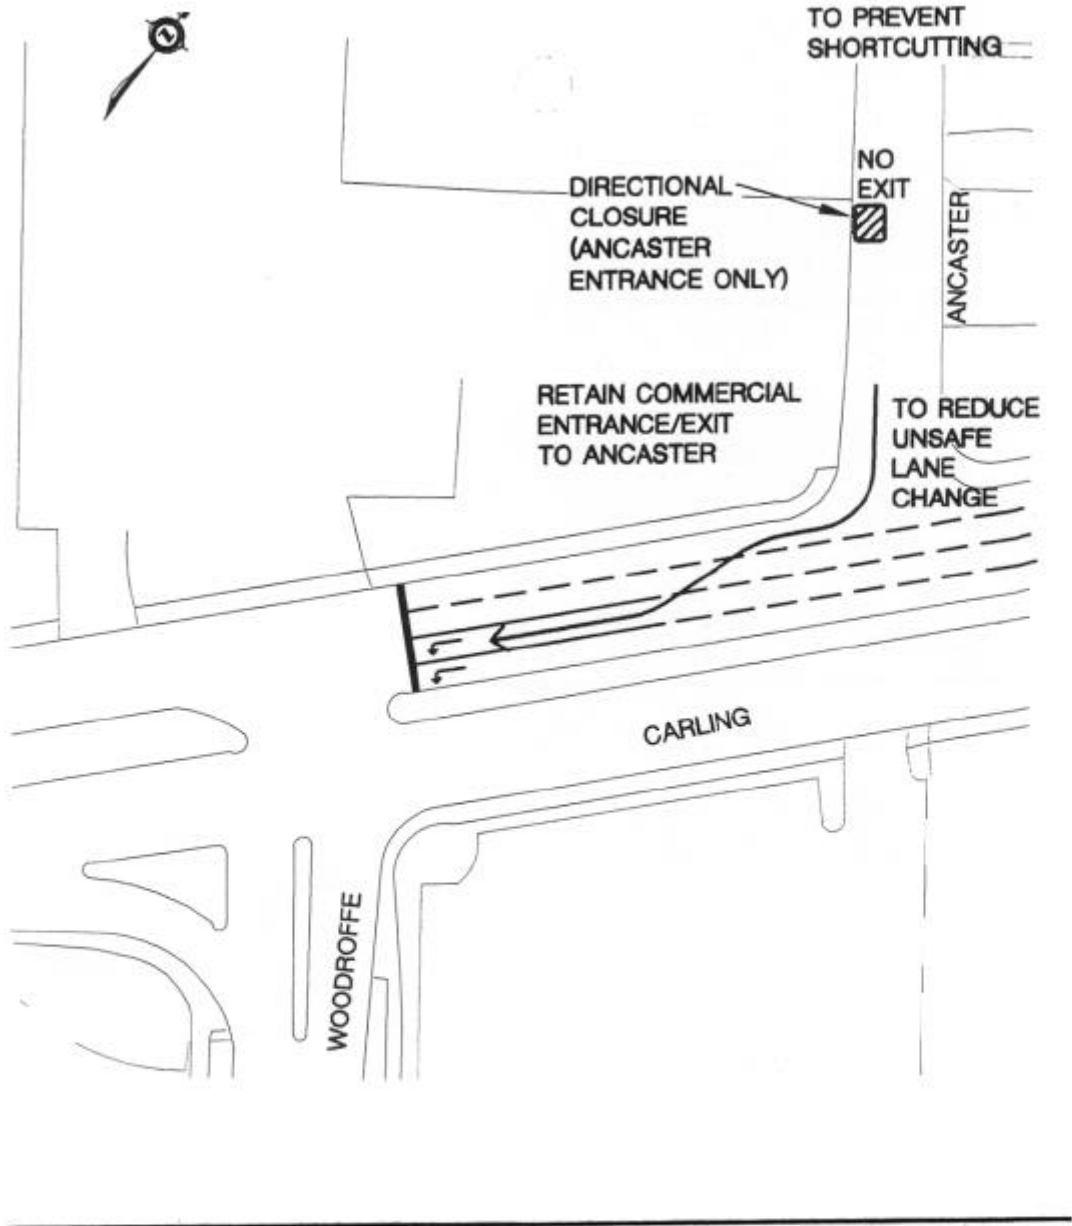 TO PREVENT
SHORTCUTTING
NO
EXIT
DIRECTIONAL
CLOSURE
(ANCASTER
ENTRANCE ONLY)
ANCASTER
RETAIN COMMERCIAL
ENTRANCE/EXIT
TO ANCASTER
TO REDUCE
UNSAFE
LANE
CHANGE
CARLING
WOODROFFE